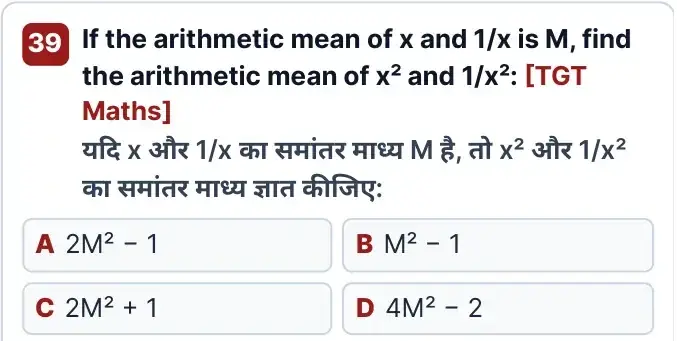 39 If the arithmetic mean of x and 1/x is M, find
the arithmetic mean of x² and 1/x²: [TGT
Maths]
यदि x और 1/x का समांतर माध्य M है, तो x² और 1/x²
का समांतर माध्य ज्ञात कीजिए:
A 2M² − 1
B M² − 1
C 2M² + 1
D 4M² − 2